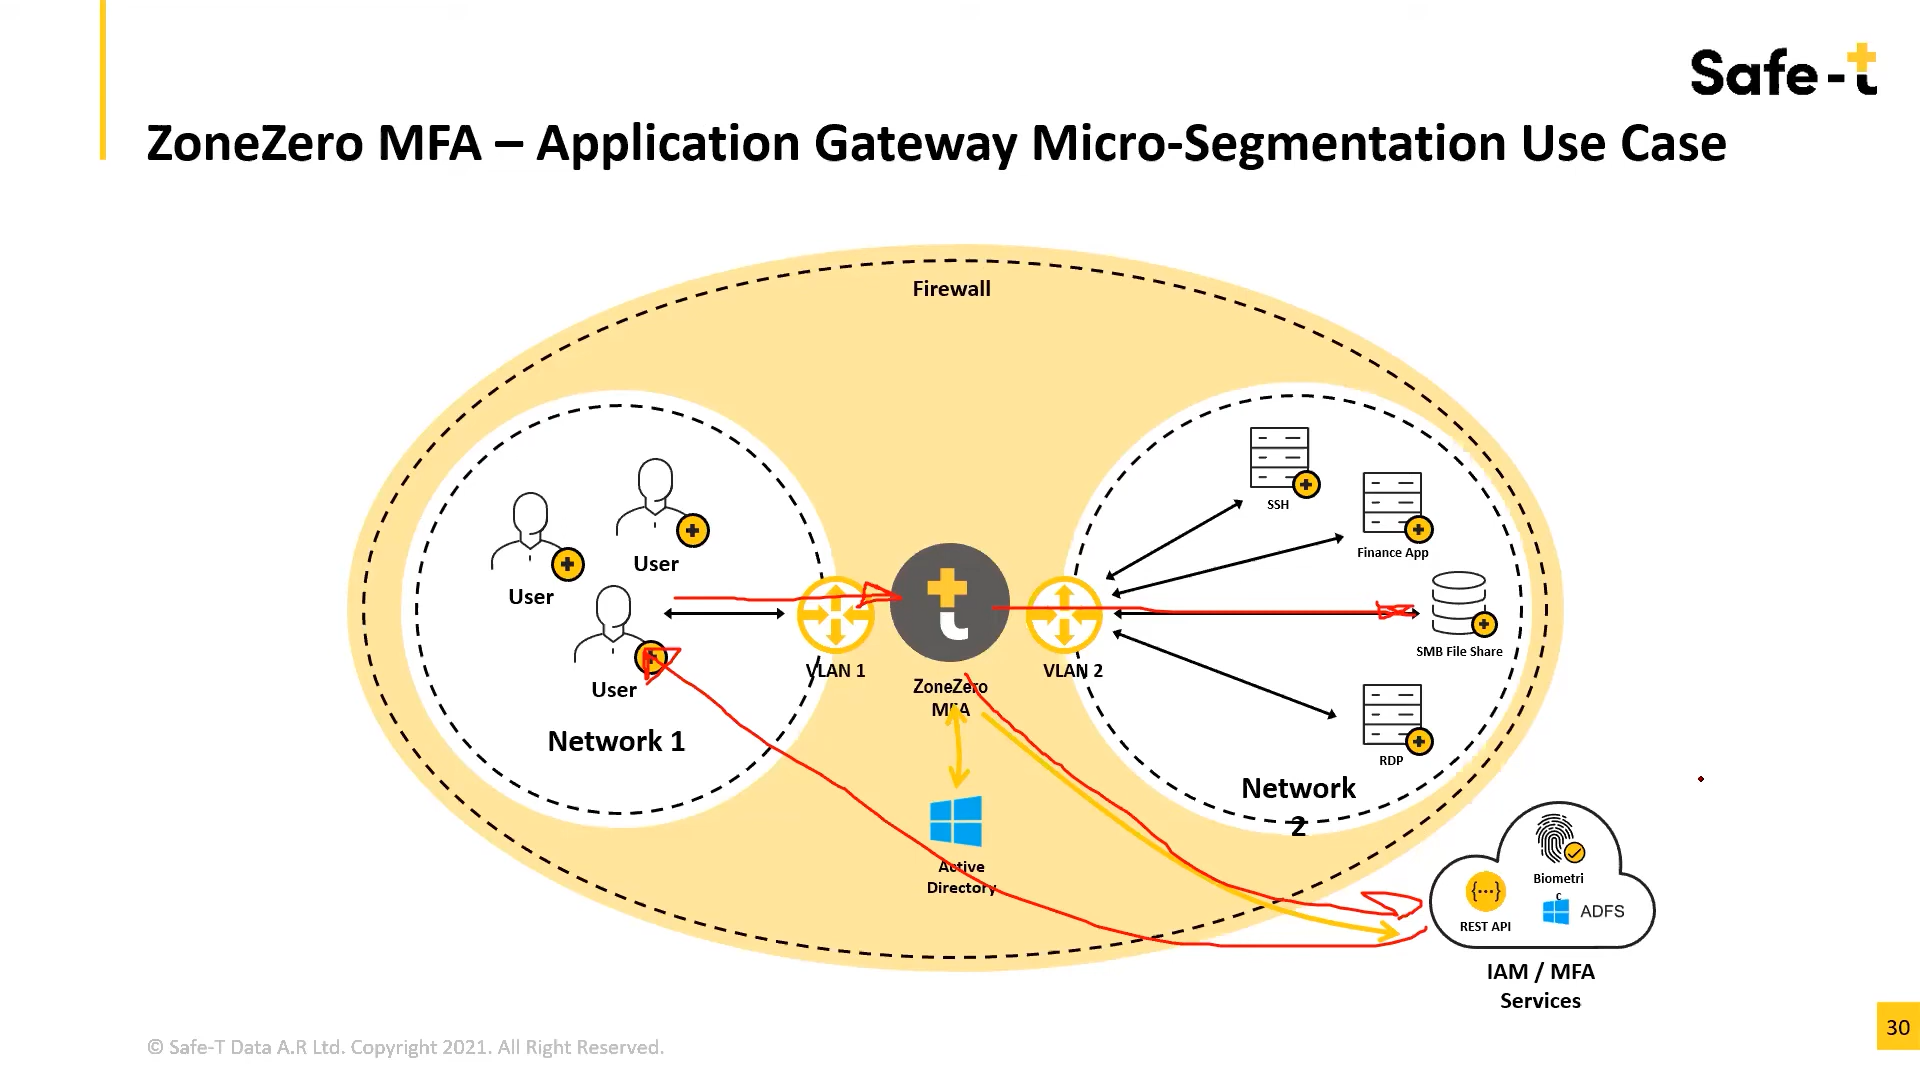 Safe-t
ZoneZero MFA – Application Gateway Micro-Segmentation Use Case
Firewall
SSH
Finance App
User
User
SMB File Share
VLAN 1
VLAN 2
ZoneZero
MFA
User
Network 1
RDP
Network
2
Active
Directory
Biometri
c
{...}
ADFS
REST API
IAM / MFA
Services
30
© Safe-T Data A.R Ltd. Copyright 2021. All Right Reserved.